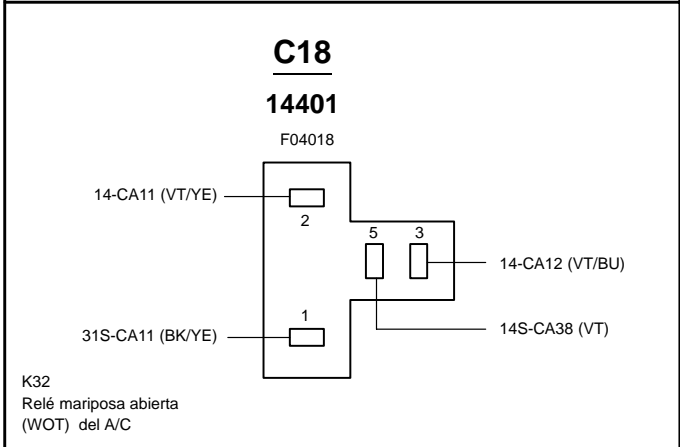 C18
14401
F04018
14-CA11 (VT/YE)
2
5
3
14-CA12 (VT/BU)
1
31S-CA11 (BK/YE)
14S-CA38 (VT)
K32
Relé mariposa abierta
(WOT) del A/C